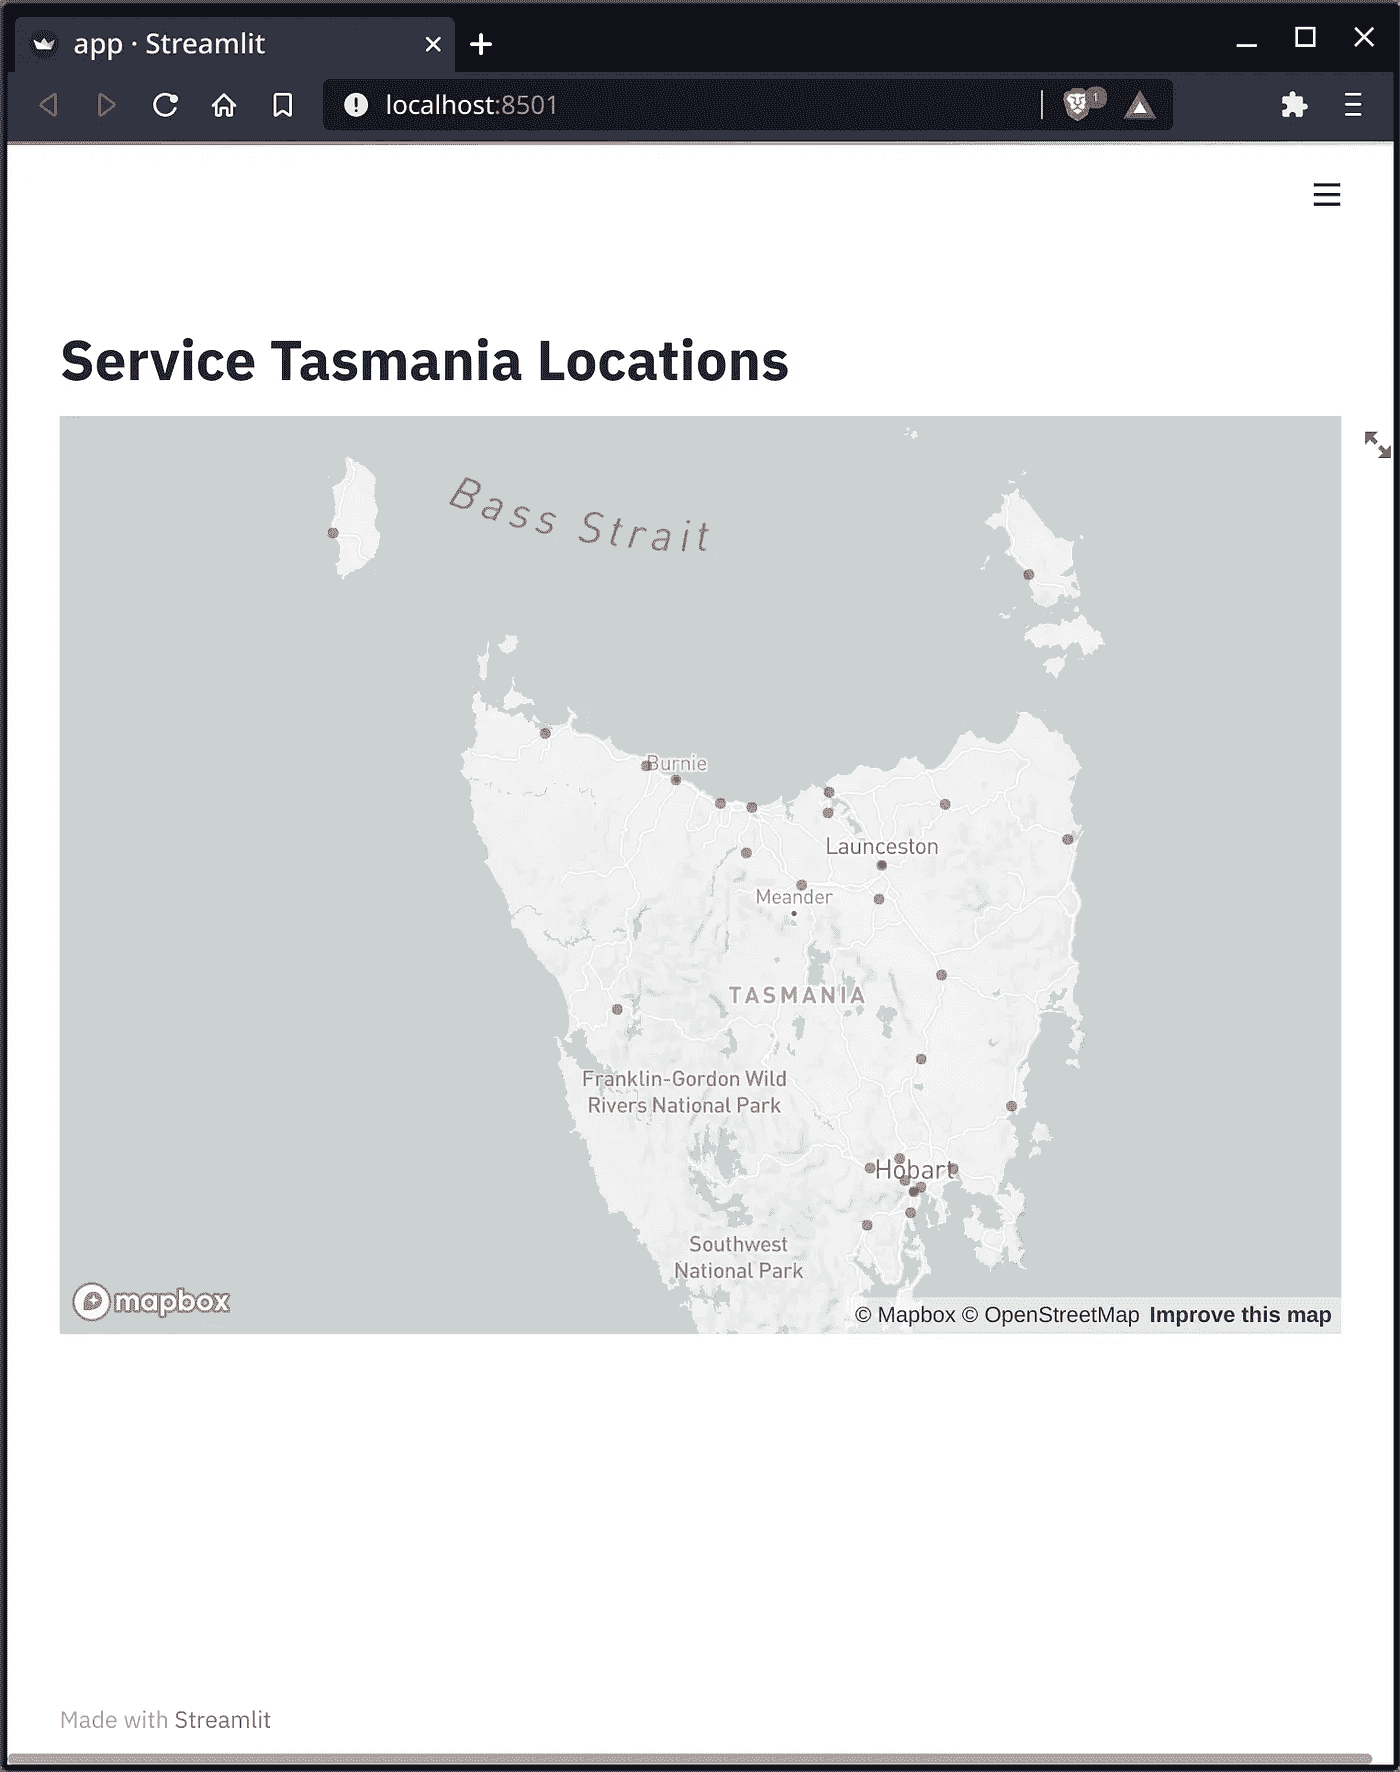 app · Streamlit
localhost:8501
1
Service Tasmania Locations
Bass Strait
Burnie
Launceston
Meander
TASMANIA
Franklin-Gordon Wild
Rivers National Park
Hobart
Southwest
National Park
mapbox
© Mapbox © OpenStreetMap Improve this map
Made with Streamlit